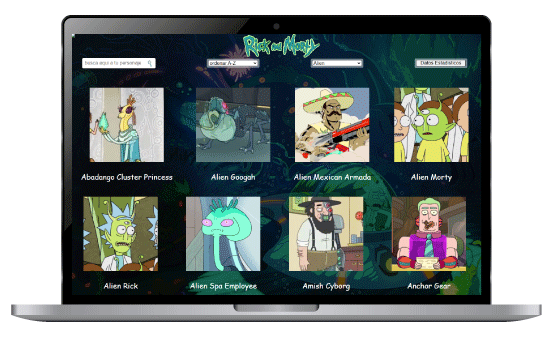 Rick and Morty
busca aqui a tu personaje
ordenar A-Z
Alien
Datos Estadísticos
Abadango Cluster Princess
Alien Googah
Alien Mexican Armada
Alien Morty
Alien Rick
Alien Spa Employee
Amish Cyborg
Anchor Gear